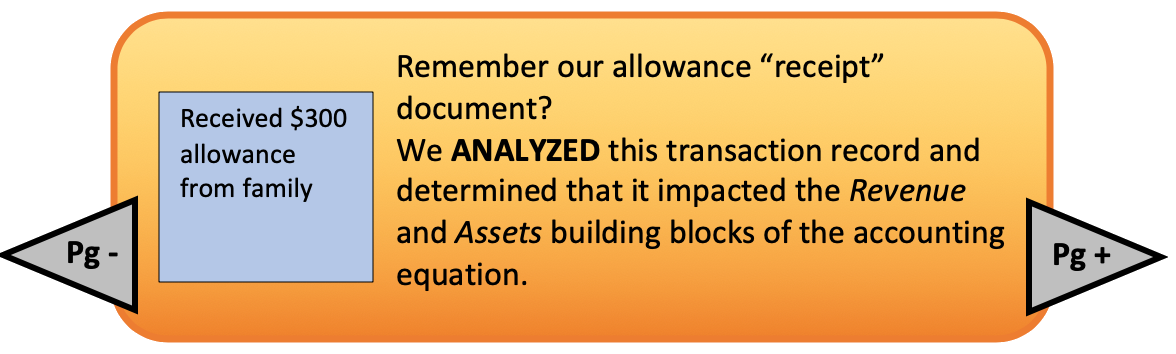 Received $300
allowance
from family
Remember our allowance “receipt”
document?
We ANALYZED this transaction record and
determined that it impacted the Revenue
and Assets building blocks of the accounting
equation.
Pg -
Pg +